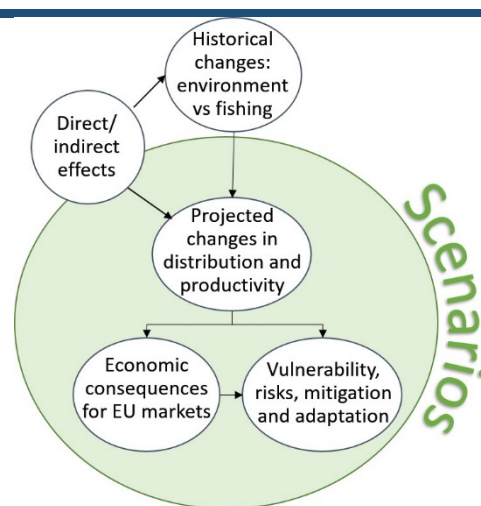 Historical
changes:
environment
vs fishing
Direct/
indirect
effects
Projected
changes in
distribution and
productivity
Economic
consequences
for EU markets
Vulnerability,
risks, mitigation
and adaptation
Scenarios